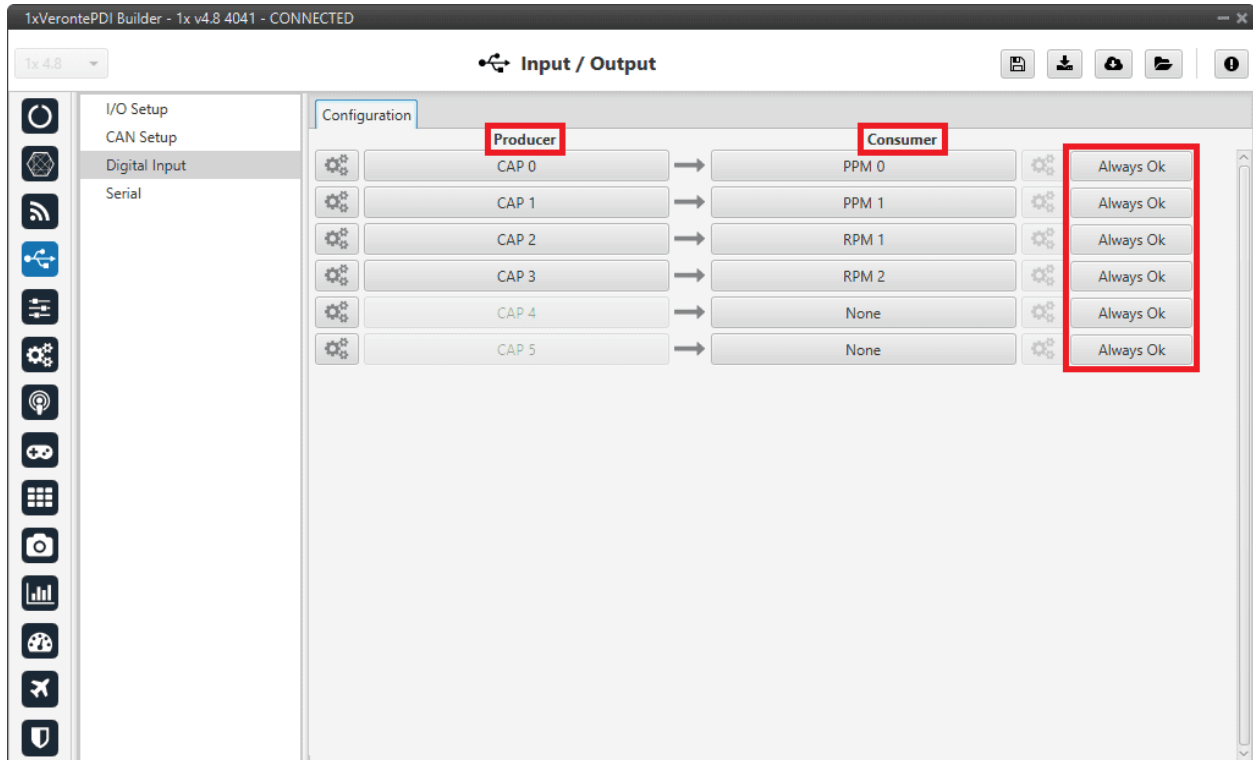 1xVerontePDI Builder - 1x v4.8 4041 - CONNECTED
1x 4.8
Input / Output
I/O Setup
CAN Setup
Digital Input
Serial
Configuration
Producer Consumer
CAP 0 PPM 0 Always Ok
CAP 1 PPM 1 Always Ok
CAP 2 RPM 1 Always Ok
CAP 3 RPM 2 Always Ok
CAP 4 None Always Ok
CAP 5 None Always Ok